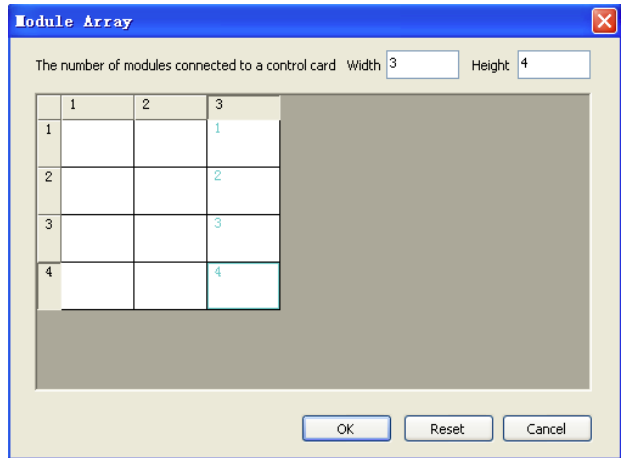 Module Array
The number of modules connected to a control card Width 3 Height 4
1 2 3
1 1
2 2
3 3
4 4
OK Reset Cancel